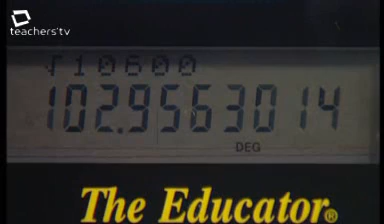 teachers'tv
√10600
102.9563014
DEG
The Educator®